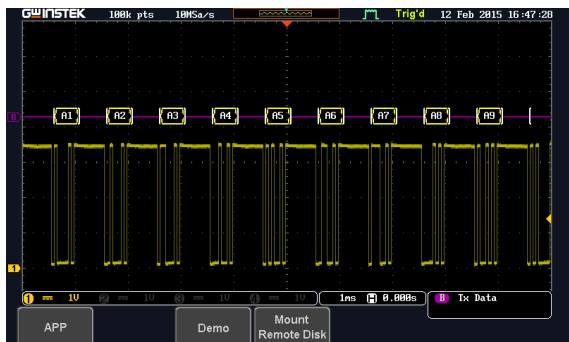 GWINSTEK 100k pts 10MSa/s Trig'd 12 Feb 2015 16:47:28
B A1 A2 A3 A4 A5 A6 A7 A8 A9
1
1 1V 2 1V 3 1V 4 1V 1ms H 0.000s B Tx Data
APP Demo Mount
Remote Disk